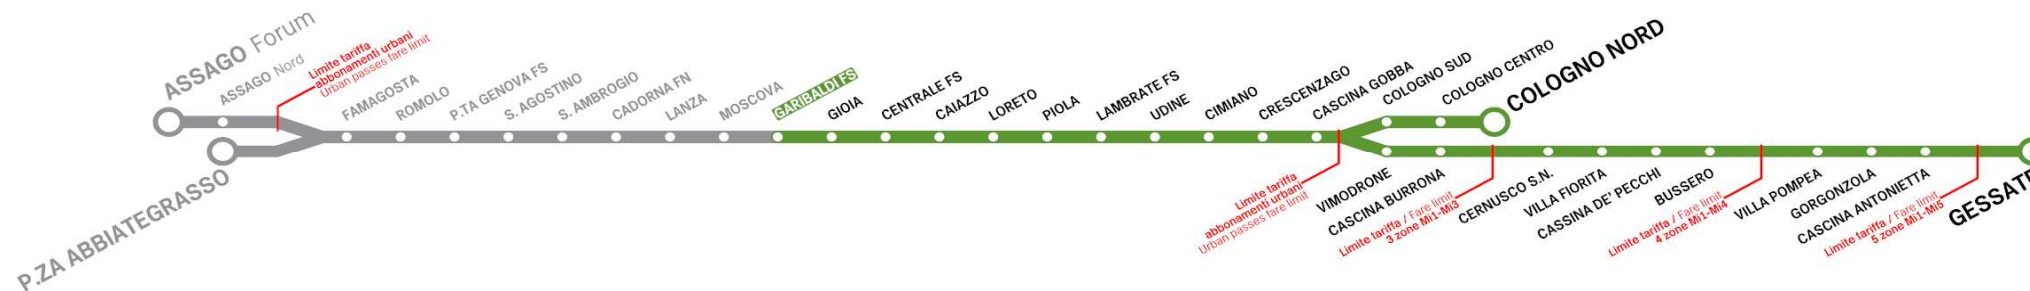 ASSAGO Forum
ASSAGO Nord
Limite tariffa
abbonamenti urbani
Urban passes fare limit
P.ZA ABBIATEGRASSO
FAMAGOSTA
ROMOLO
P.TA GENOVA FS
S. AGOSTINO
S. AMBROGIO
CADORNA FN
LANZA
MOSCOVA
GARIBALDI FS
GIOIA
CENTRALE FS
CAIAZZO
LORETO
PIOLA
LAMBRATE FS
UDINE
CIMIANO
CRESCENZAGO
CASCINA GOBBA
COLOGNO SUD
COLOGNO CENTRO
COLOGNO NORD
Limite tariffa
abbonamenti urbani
Urban passes fare limit
VIMODRONE
CASCINA BURRONA
Limite tariffa / Fare limit
3 zone Mi1-Mi3
CERNUSCO S.N.
VILLA FIORITA
CASSINA DE' PECCHI
BUSSERO
Limite tariffa / Fare limit
4 zone Mi1-Mi4
VILLA POMPEA
GORGONZOLA
CASCINA ANTONIETTA
Limite tariffa / Fare limit
5 zone Mi1-Mi5
GESSATE